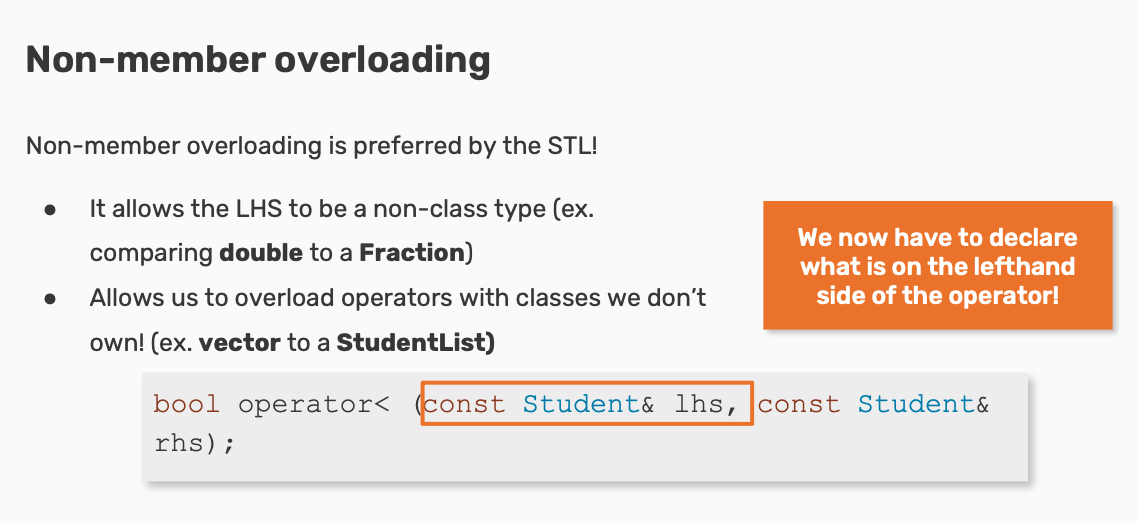 Non-member overloading
Non-member overloading is preferred by the STL!
● It allows the LHS to be a non-class type (ex.
comparing double to a Fraction)
● Allows us to overload operators with classes we don’t
own! (ex. vector to a StudentList)
We now have to declare
what is on the lefthand
side of the operator!
bool operator< (const Student& lhs, const Student&
rhs);